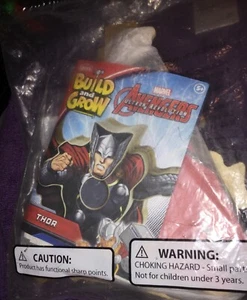 BUILD
and
GROW
MARVEL
AVENGERS
THOR
CAUTION:
Product has functional sharp points.
WARNING:
CHOKING HAZARD - Small part
Not for children under 3 years.